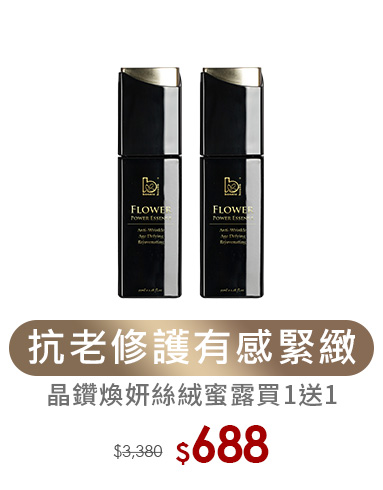 b FLOWER
POWER ESSENCE
Anti-Wrinkle
Age Defying
Rejuvenating
FLOWER
POWER ESSENCE
Anti-Wrinkle
Age Defying
Rejuvenating
抗老修護有感緊緻
晶鑽煥妍絲絨蜜露買1送1
$3,380 $688